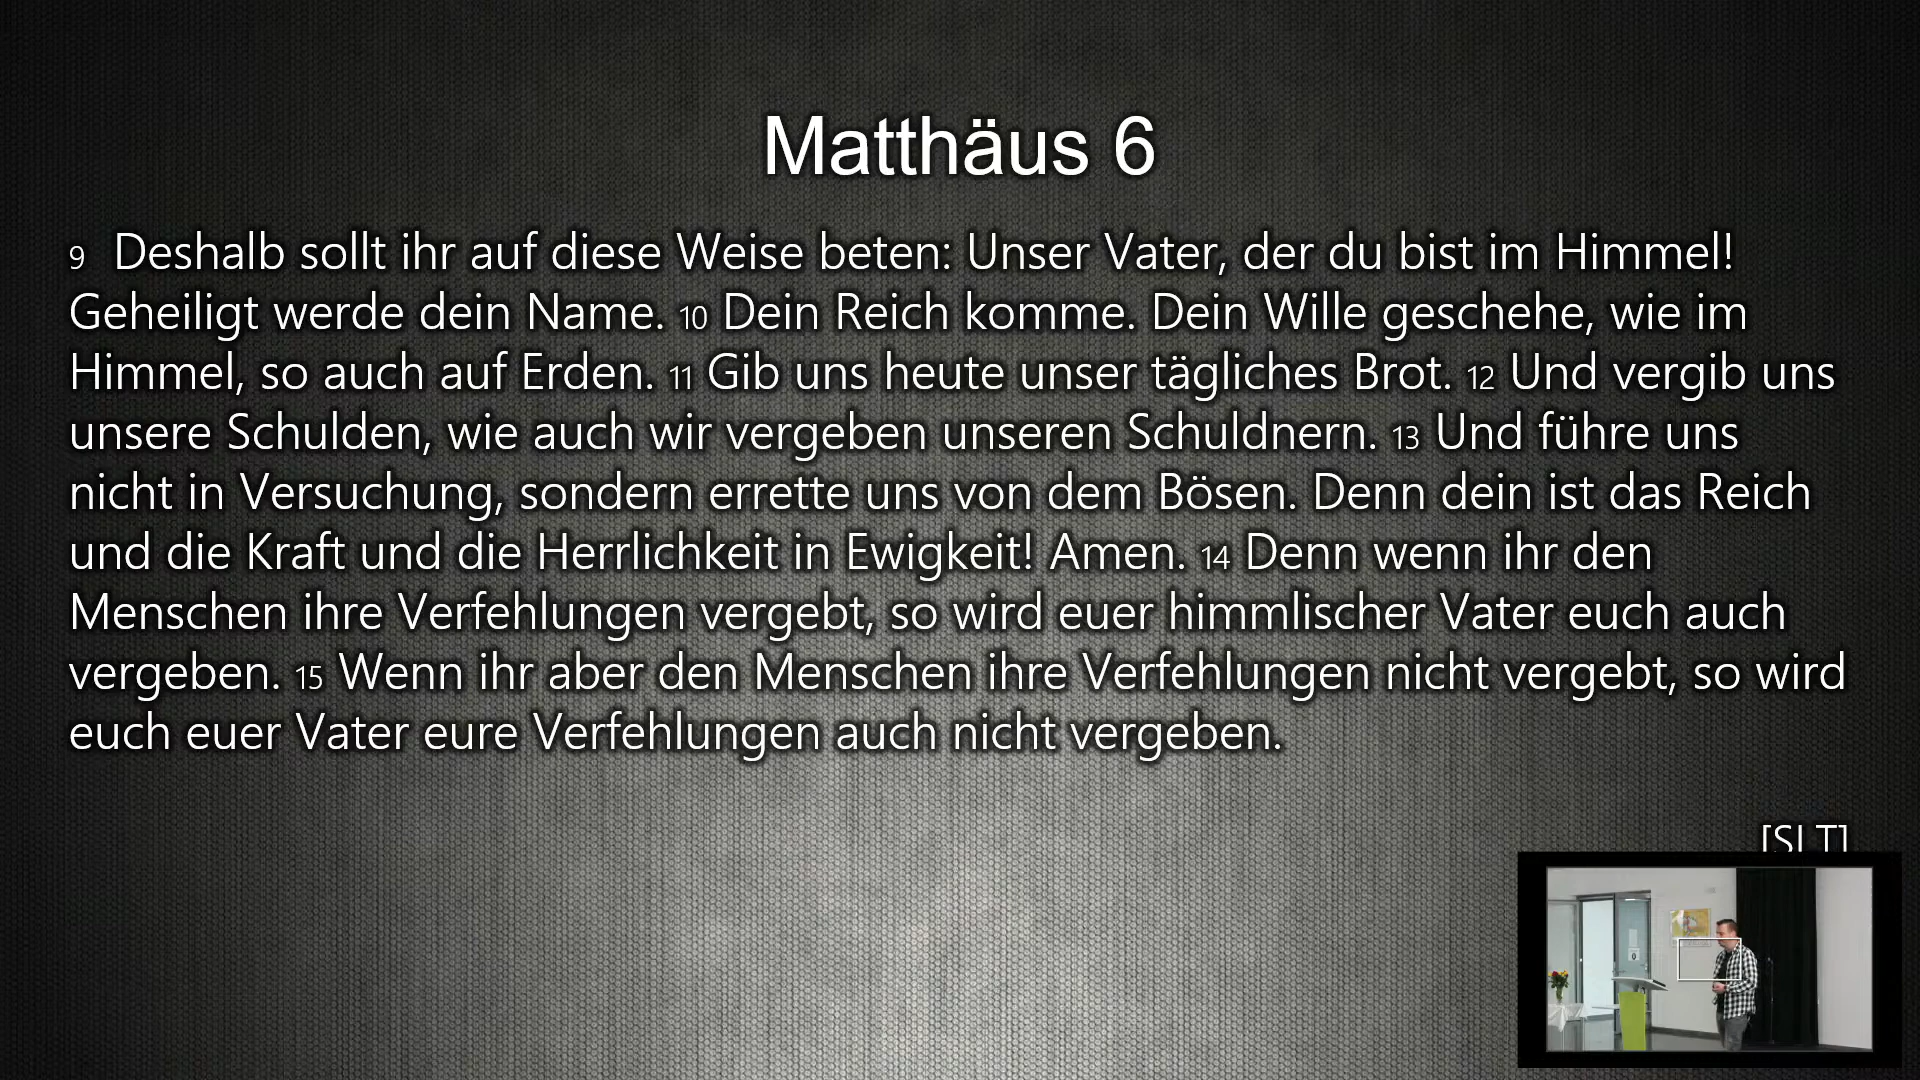 Matthäus 6
9 Deshalb sollt ihr auf diese Weise beten: Unser Vater, der du bist im Himmel!
Geheiligt werde dein Name. 10 Dein Reich komme. Dein Wille geschehe, wie im
Himmel, so auch auf Erden. 11 Gib uns heute unser tägliches Brot. 12 Und vergib uns
unsere Schulden, wie auch wir vergeben unseren Schuldnern. 13 Und führe uns
nicht in Versuchung, sondern errette uns von dem Bösen. Denn dein ist das Reich
und die Kraft und die Herrlichkeit in Ewigkeit! Amen. 14 Denn wenn ihr den
Menschen ihre Verfehlungen vergebt, so wird euer himmlischer Vater euch auch
vergeben. 15 Wenn ihr aber den Menschen ihre Verfehlungen nicht vergebt, so wird
euch euer Vater eure Verfehlungen auch nicht vergeben.
[SLT]